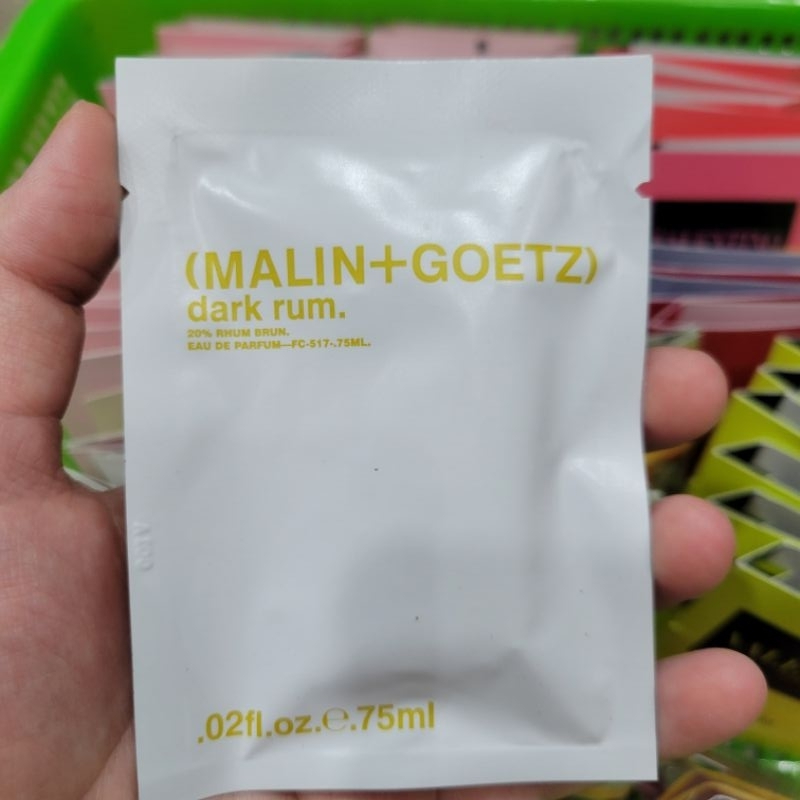 (MALIN+GOETZ)
dark rum.
20% RHUM BRUN.
EAU DE PARFUM—FC-517-.75ML.
.02fl.oz.℮.75ml